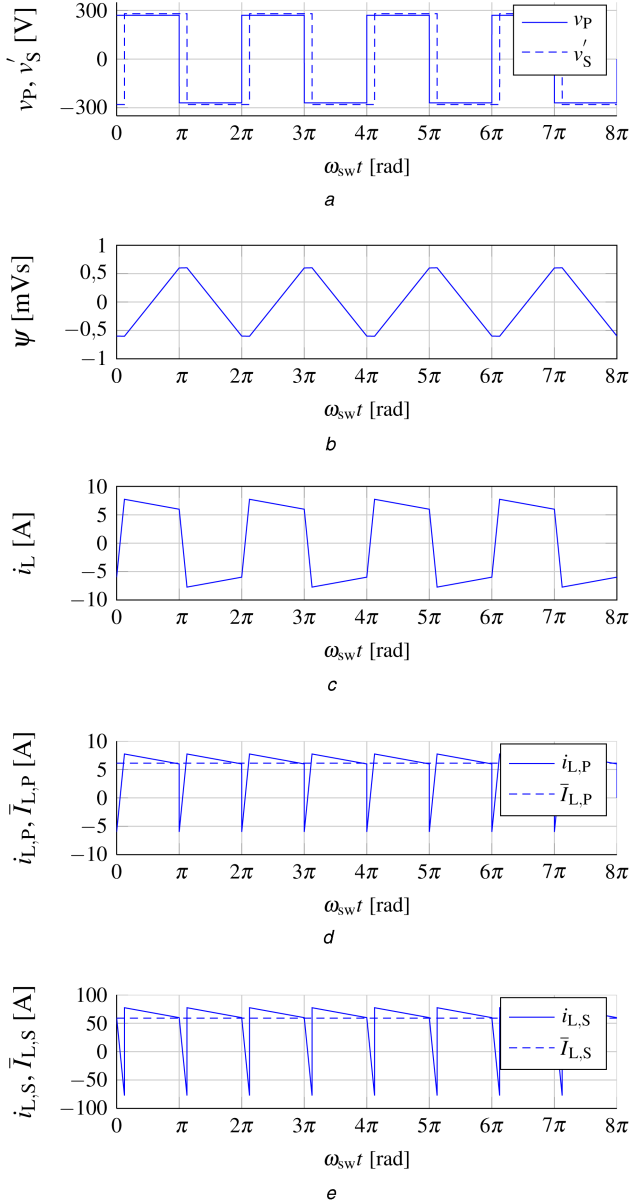 v_P, v′_S [V]
300
0
−300
v_P
v′_S
0 π 2π 3π 4π 5π 6π 7π 8π
ω_sw t [rad]
a
ψ [mVs]
1
0,5
0
−0,5
−1
0 π 2π 3π 4π 5π 6π 7π 8π
ω_sw t [rad]
b
i_L [A]
10
5
0
−5
−10
0 π 2π 3π 4π 5π 6π 7π 8π
ω_sw t [rad]
c
i_L,P, Ī_L,P [A]
10
5
0
−5
−10
i_L,P
Ī_L,P
0 π 2π 3π 4π 5π 6π 7π 8π
ω_sw t [rad]
d
i_L,S, Ī_L,S [A]
100
50
0
−50
−100
i_L,S
Ī_L,S
0 π 2π 3π 4π 5π 6π 7π 8π
ω_sw t [rad]
e